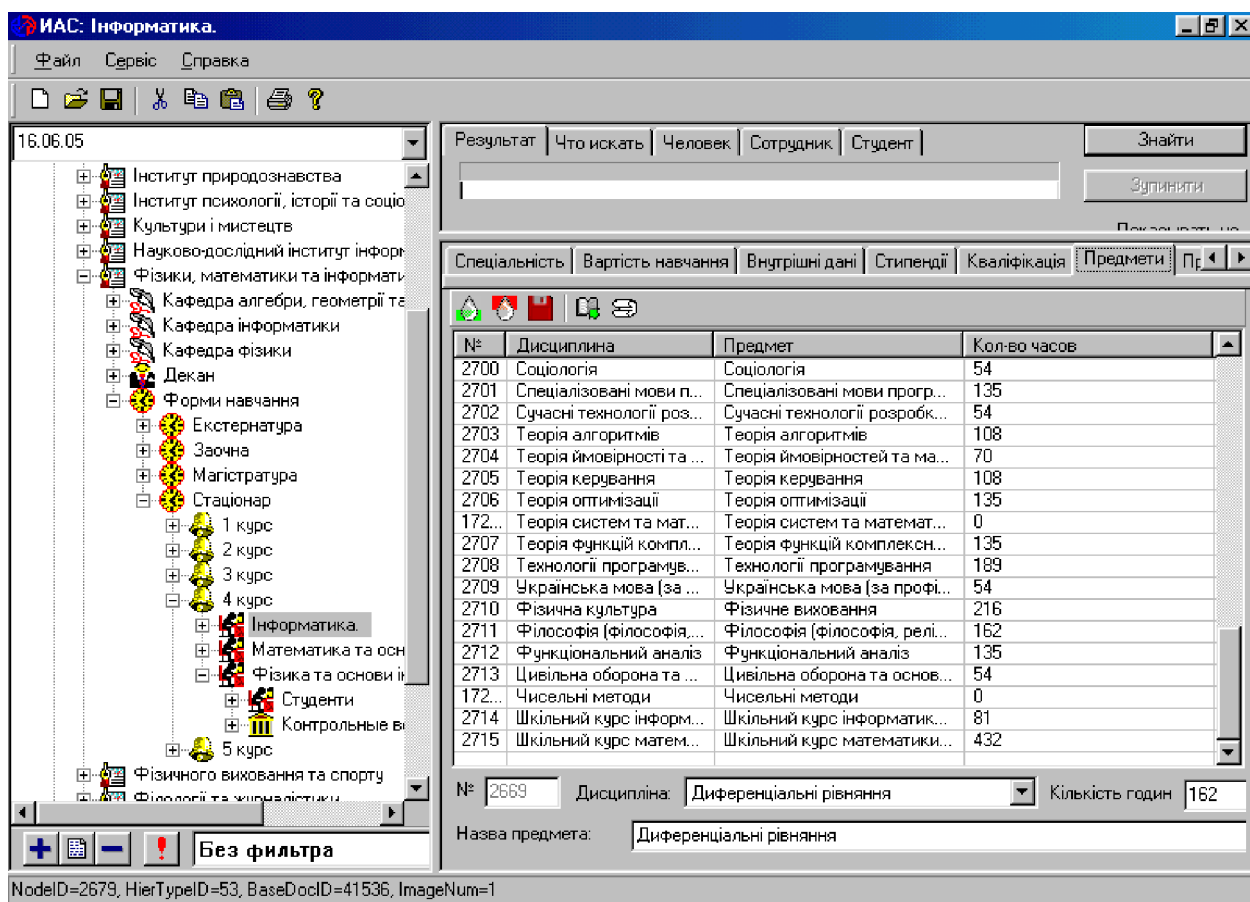 ИАС: Інформатика.
Файл Сервіс Справка
16.06.05
Інститут природознавства
Інститут психології, історії та соціо
Культури і мистецтв
Науково-дослідний інститут інформ
Фізики, математики та інформати
Кафедра алгебри, геометрії та
Кафедра інформатики
Кафедра фізики
Декан
Форми навчання
Екстернатура
Заочна
Магістратура
Стаціонар
1 курс
2 курс
3 курс
4 курс
Інформатика.
Математика та осн
Фізика та основи ін
Студенти
Контрольные в
5 курс
Фізичного виховання та спорту
Філології та журналістики
Без фильтра
Результат Что искать Человек Сотрудник Студент
Знайти
Зупинити
Показывать не
Спеціальність Вартість навчання Внутрішні дані Стипендії Кваліфікація Предмети Пр
№ Дисциплина Предмет Кол-во часов
2700 Соціологія Соціологія 54
2701 Спеціалізовані мови п... Спеціалізовані мови прогр... 135
2702 Сучасні технології роз... Сучасні технології розробк... 54
2703 Теорія алгоритмів Теорія алгоритмів 108
2704 Теорія ймовірності та ... Теорія ймовірностей та ма... 70
2705 Теорія керування Теорія керування 108
2706 Теорія оптимізації Теорія оптимізації 135
172... Теорія систем та мат... Теорія систем та математ... 0
2707 Теорія функцій компл... Теорія функцій комплексн... 135
2708 Технології програмув... Технології програмування 189
2709 Українська мова (за ... Українська мова (за профі... 54
2710 Фізична культура Фізичне виховання 216
2711 Філософія (філософія,... Філософія (філософія, релі... 162
2712 Функціональний аналіз Функціональний аналіз 135
2713 Цивільна оборона та ... Цивільна оборона та основ... 54
172... Чисельні методи Чисельні методи 0
2714 Шкільний курс інформ... Шкільний курс інформатик... 81
2715 Шкільний курс матем... Шкільний курс математики... 432
№ 2669 Дисципліна: Диференціальні рівняння Кількість годин 162
Назва предмета: Диференціальні рівняння
NodeID=2679, HierTypeID=53, BaseDocID=41536, ImageNum=1